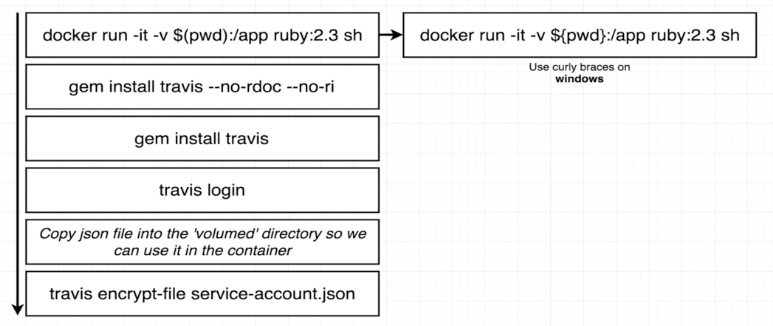 docker run -it -v $(pwd):/app ruby:2.3 sh
docker run -it -v ${pwd}:/app ruby:2.3 sh
Use curly braces on
windows
gem install travis --no-rdoc --no-ri
gem install travis
travis login
Copy json file into the 'volumed' directory so we
can use it in the container
travis encrypt-file service-account.json